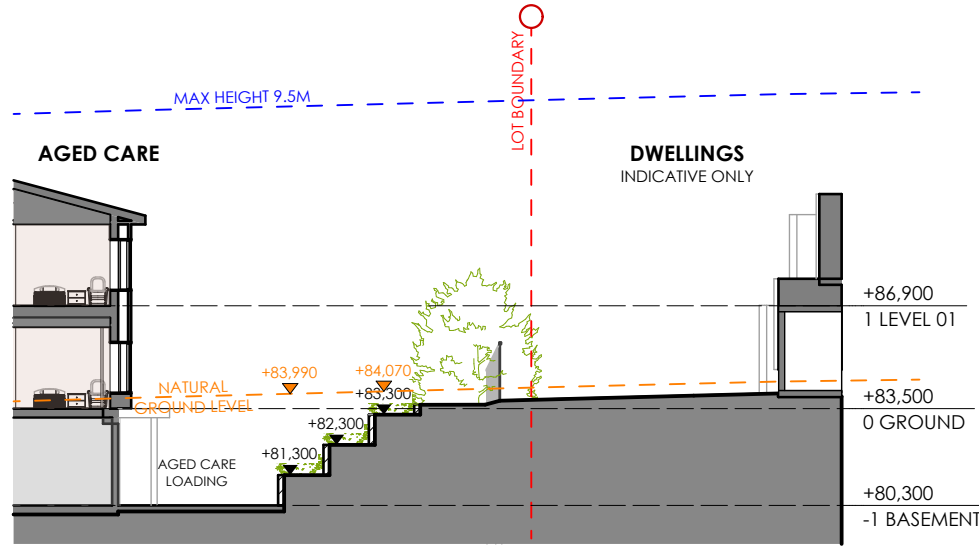 MAX HEIGHT 9.5M
LOT BOUNDARY
AGED CARE
DWELLINGS
INDICATIVE ONLY
+86,900
1 LEVEL 01
+83,990
+84,070
NATURAL
GROUND LEVEL
+83,300
+83,500
0 GROUND
+82,300
+81,300
AGED CARE
LOADING
+80,300
-1 BASEMENT